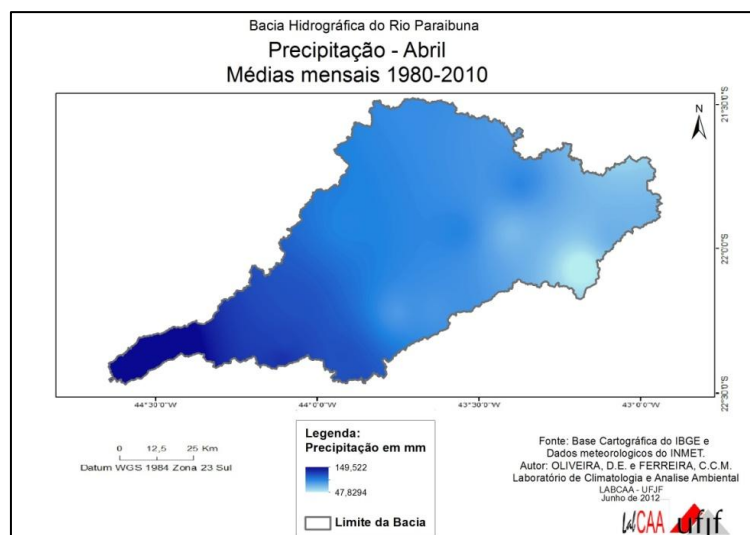 Bacia Hidrográfica do Rio Paraibuna
Precipitação - Abril
Médias mensais 1980-2010
N
21°30'0"S
22°0'0"S
22°30'0"S
44°30'0"W
44°0'0"W
43°30'0"W
43°0'0"W
0 12,5 25 Km
Datum WGS 1984 Zona 23 Sul
Legenda:
Precipitação em mm
149,522
47,8294
Limite da Bacia
Fonte: Base Cartográfica do IBGE e
Dados meteorologicos do INMET.
Autor: OLIVEIRA, D.E. e FERREIRA, C.C.M.
Laboratório de Climatologia e Analise Ambiental
LABCAA - UFJF
Junho de 2012
LabCAA ufjf